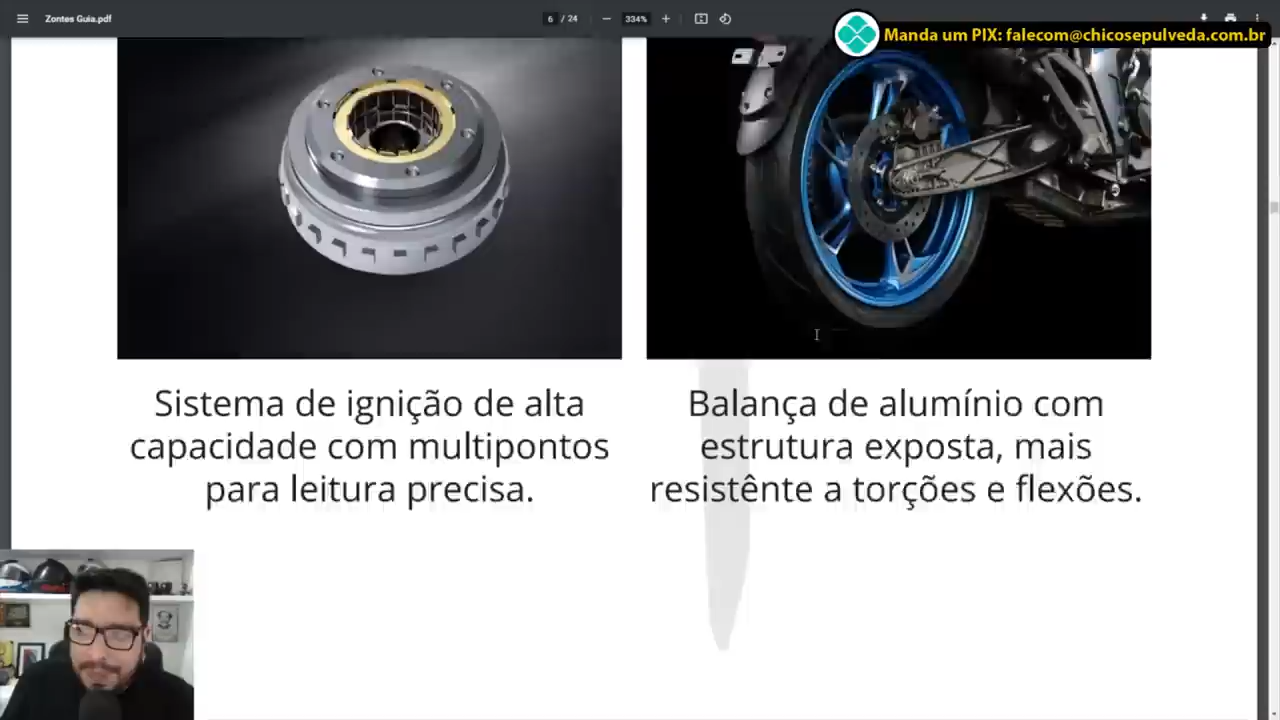 Zontes Guia.pdf
6 / 24
334%
Manda um PIX: falecom@chicosepulveda.com.br
Sistema de ignição de alta
capacidade com multipontos
para leitura precisa.
Balança de alumínio com
estrutura exposta, mais
resistênte a torções e flexões.